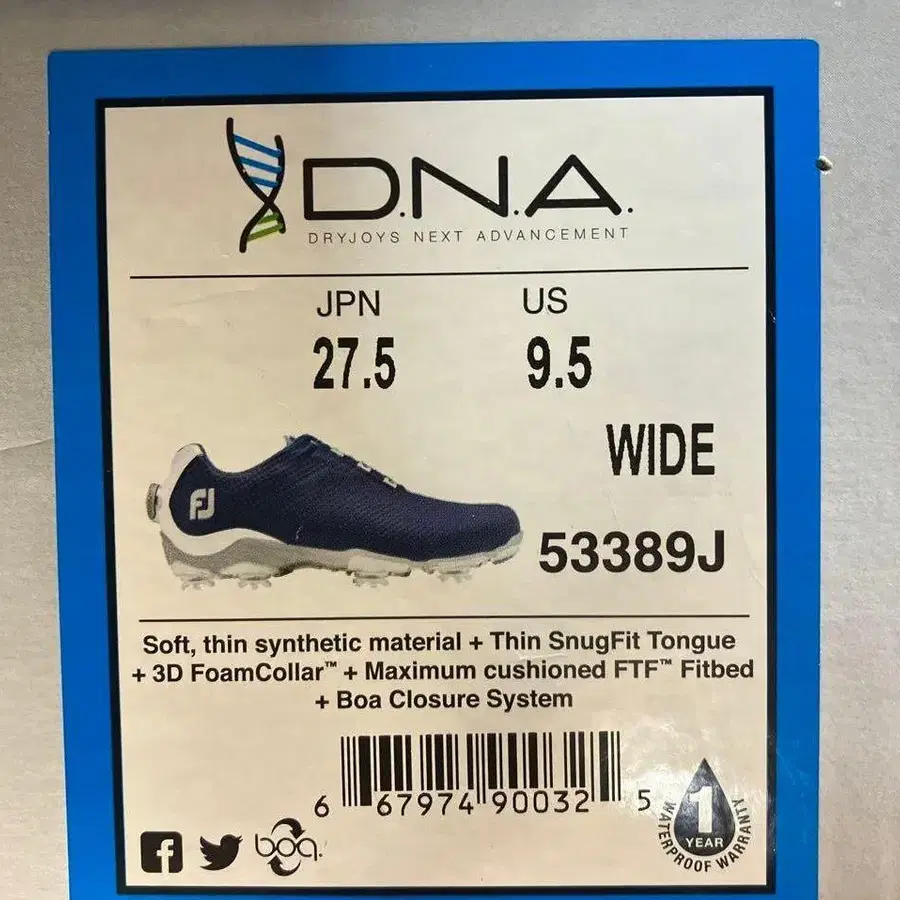 D.N.A.
DRYJOYS NEXT ADVANCEMENT
JPN US
27.5 9.5
WIDE
FJ
53389J
Soft, thin synthetic material + Thin SnugFit Tongue
+ 3D FoamCollar™ + Maximum cushioned FTF™ Fitbed
+ Boa Closure System
6 67974 90032 5
f
boa.
1
YEAR
WATERPROOF WARRANTY